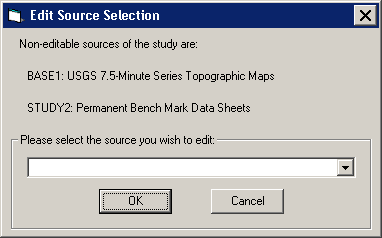 Edit Source Selection
Non-editable sources of the study are:
BASE1: USGS 7.5-Minute Series Topographic Maps
STUDY2: Permanent Bench Mark Data Sheets
Please select the source you wish to edit:
OK Cancel